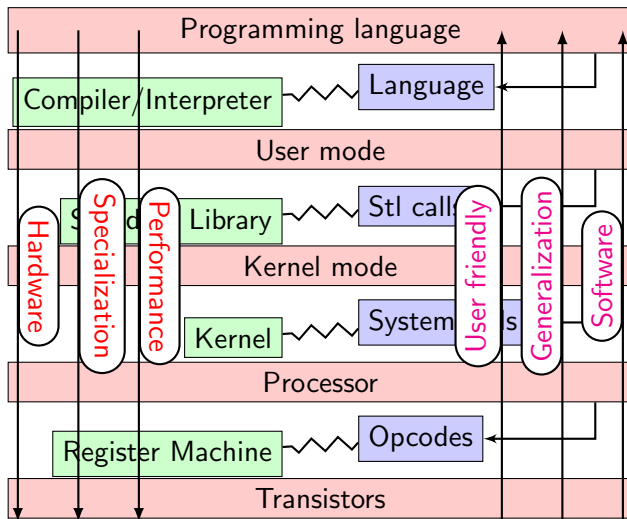 Programming language
Compiler/Interpreter
Language
User mode
Library
Stl calls
Kernel mode
Kernel
System
Processor
Register Machine
Opcodes
Transistors
Hardware
Specialization
Performance
User friendly
Generalization
Software